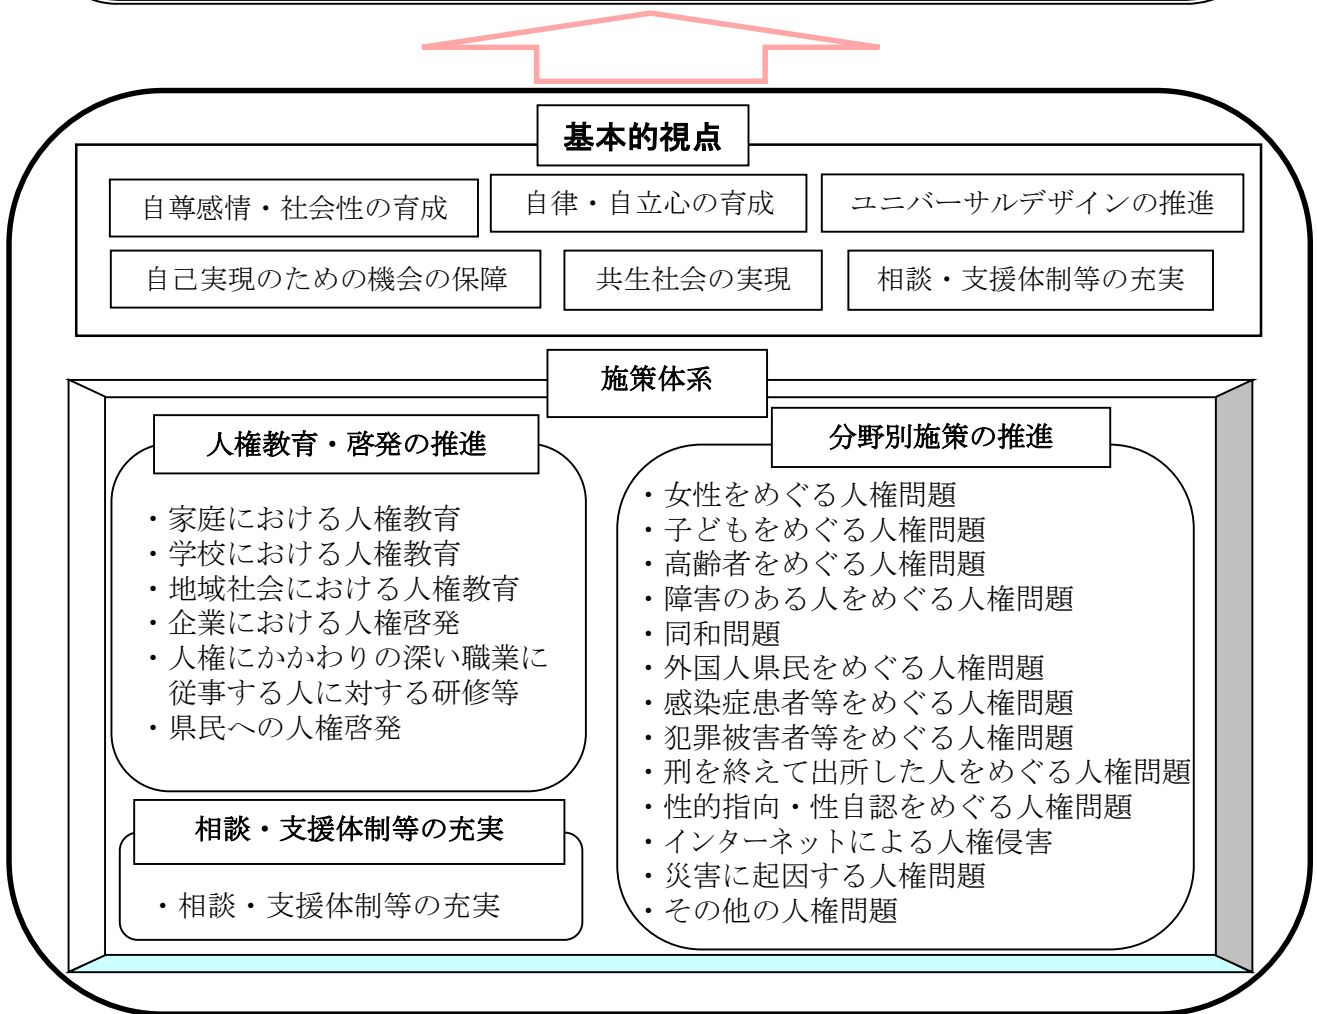 基本的視点
自尊感情・社会性の育成
自律・自立心の育成
ユニバーサルデザインの推進
自己実現のための機会の保障
共生社会の実現
相談・支援体制等の充実
施策体系
人権教育・啓発の推進
・家庭における人権教育
・学校における人権教育
・地域社会における人権教育
・企業における人権啓発
・人権にかかわりの深い職業に
従事する人に対する研修等
・県民への人権啓発
相談・支援体制等の充実
・相談・支援体制等の充実
分野別施策の推進
・女性をめぐる人権問題
・子どもをめぐる人権問題
・高齢者をめぐる人権問題
・障害のある人をめぐる人権問題
・同和問題
・外国人県民をめぐる人権問題
・感染症患者等をめぐる人権問題
・犯罪被害者等をめぐる人権問題
・刑を終えて出所した人をめぐる人権問題
・性的指向・性自認をめぐる人権問題
・インターネットによる人権侵害
・災害に起因する人権問題
・その他の人権問題